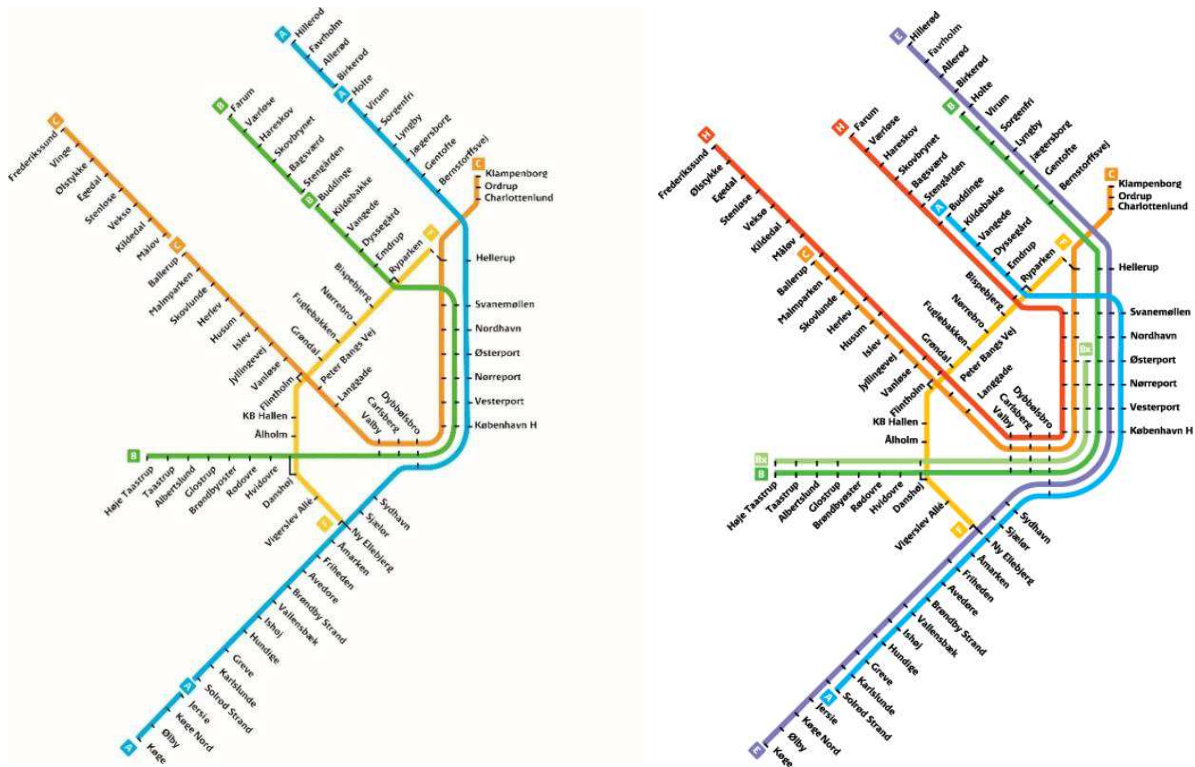 A
Hillerød
Favrholm
Allerød
Birkerød
A
Holte
Virum
Sorgenfri
Lyngby
Jægersborg
Gentofte
Bernstorffsvej
B
Farum
Værløse
Hareskov
Skovbrynet
Bagsværd
Stengården
B
Buddinge
Kildebakke
Vangede
Dyssegård
Emdrup
C
Frederikssund
Vinge
Ølstykke
Egedal
Stenløse
Veksø
Kildedal
Måløv
C
Ballerup
Malmparken
Skovlunde
Herlev
Husum
Islev
Jyllingevej
Vanløse
Flintholm
Peter Bangs Vej
Langgade
Valby
Carlsberg
Dybbølsbro
C
Klampenborg
Ordrup
Charlottenlund
Hellerup
Svanemøllen
Nordhavn
Østerport
Nørreport
Vesterport
København H
F
Ryparken
Bispebjerg
Nørrebro
Fuglebakken
Grøndal
KB Hallen
Ålholm
B
Høje Taastrup
Taastrup
Albertslund
Glostrup
Brøndbyøster
Rødovre
Hvidovre
Danshøj
Vigerslev Allé
F
Sydhavn
Sjælør
Ny Ellebjerg
Åmarken
Friheden
Avedøre
Brøndby Strand
Vallensbæk
Ishøj
Hundige
Greve
Karlslunde
A
Solrød Strand
Jersie
Køge Nord
Ølby
A
Køge
E
Hillerød
Favrholm
Allerød
Birkerød
Holte
B
Virum
Sorgenfri
Lyngby
Jægersborg
Gentofte
Bernstorffsvej
H
Farum
Værløse
Hareskov
Skovbrynet
Bagsværd
Stengården
A
Buddinge
Kildebakke
Vangede
Dyssegård
Emdrup
H
Frederikssund
Ølstykke
Egedal
Stenløse
Veksø
Kildedal
Måløv
C
Ballerup
Malmparken
Skovlunde
Herlev
Husum
Islev
Jyllingevej
Vanløse
Flintholm
Peter Bangs Vej
Langgade
Valby
Carlsberg
Dybbølsbro
C
Klampenborg
Ordrup
Charlottenlund
Hellerup
Svanemøllen
Nordhavn
Bx
Østerport
Nørreport
Vesterport
København H
F
Ryparken
Bispebjerg
Nørrebro
Fuglebakken
Grøndal
KB Hallen
Ålholm
Bx
B
Høje Taastrup
Taastrup
Albertslund
Glostrup
Brøndbyøster
Rødovre
Hvidovre
Danshøj
Vigerslev Allé
F
Sydhavn
Sjælør
Ny Ellebjerg
Åmarken
Friheden
Avedøre
Brøndby Strand
Vallensbæk
Ishøj
Hundige
Greve
Karlslunde
A
Solrød Strand
Jersie
Køge Nord
Ølby
E
Køge